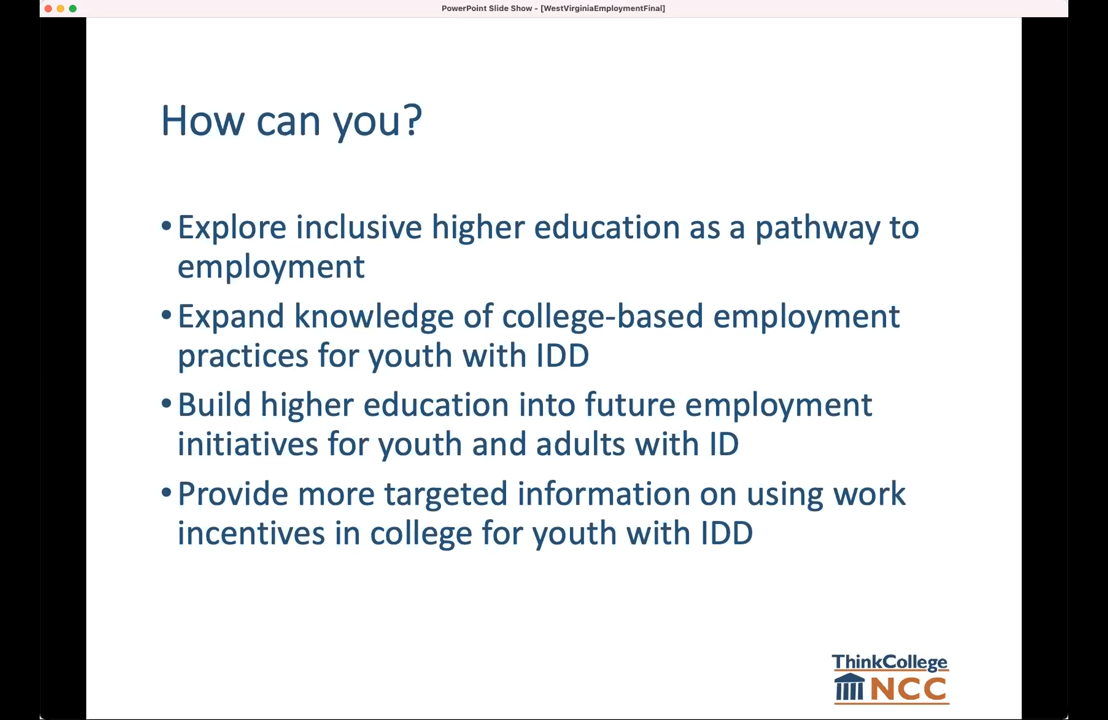 PowerPoint Slide Show - [WestVirginiaEmploymentFinal]
How can you?
•Explore inclusive higher education as a pathway to
employment
•Expand knowledge of college-based employment
practices for youth with IDD
•Build higher education into future employment
initiatives for youth and adults with ID
•Provide more targeted information on using work
incentives in college for youth with IDD
ThinkCollege
NCC